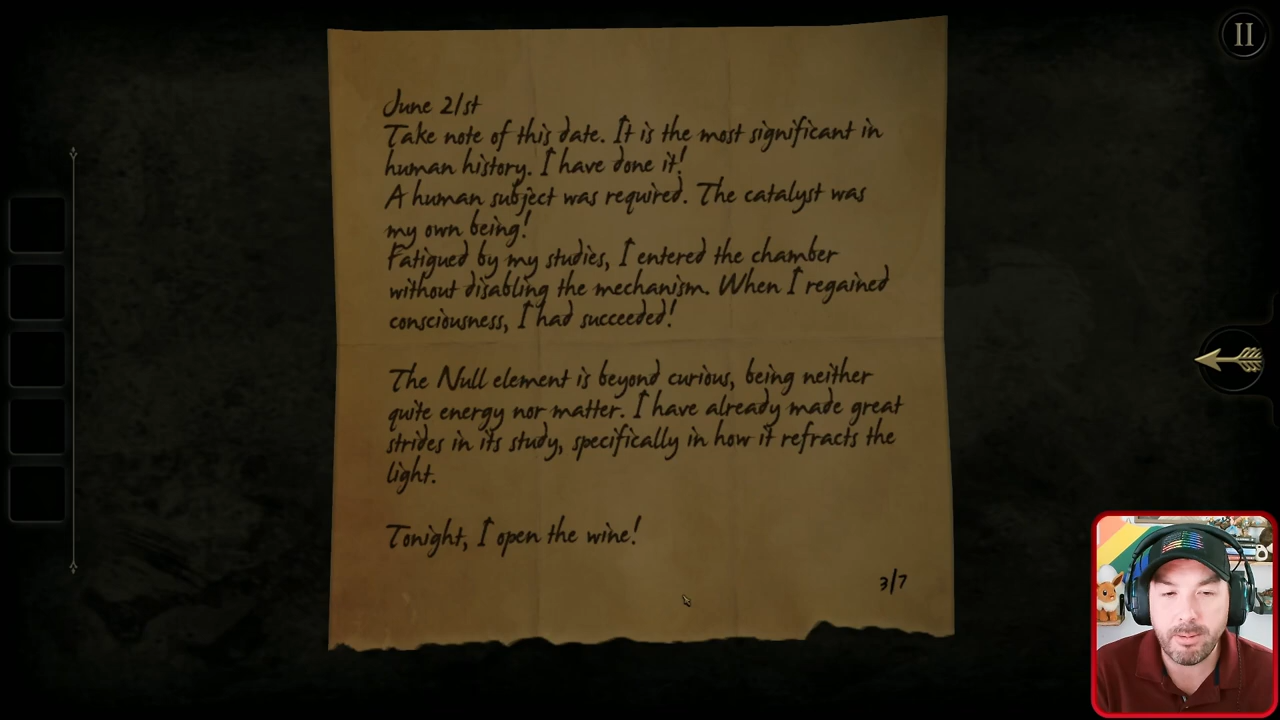 June 21st
Take note of this date. It is the most significant in
human history. I have done it!
A human subject was required. The catalyst was
my own being!
Fatigued by my studies, I entered the chamber
without disabling the mechanism. When I regained
consciousness, I had succeeded!
The Null element is beyond curious, being neither
quite energy nor matter. I have already made great
strides in its study, specifically in how it refracts the
light.
Tonight, I open the wine!
3/7